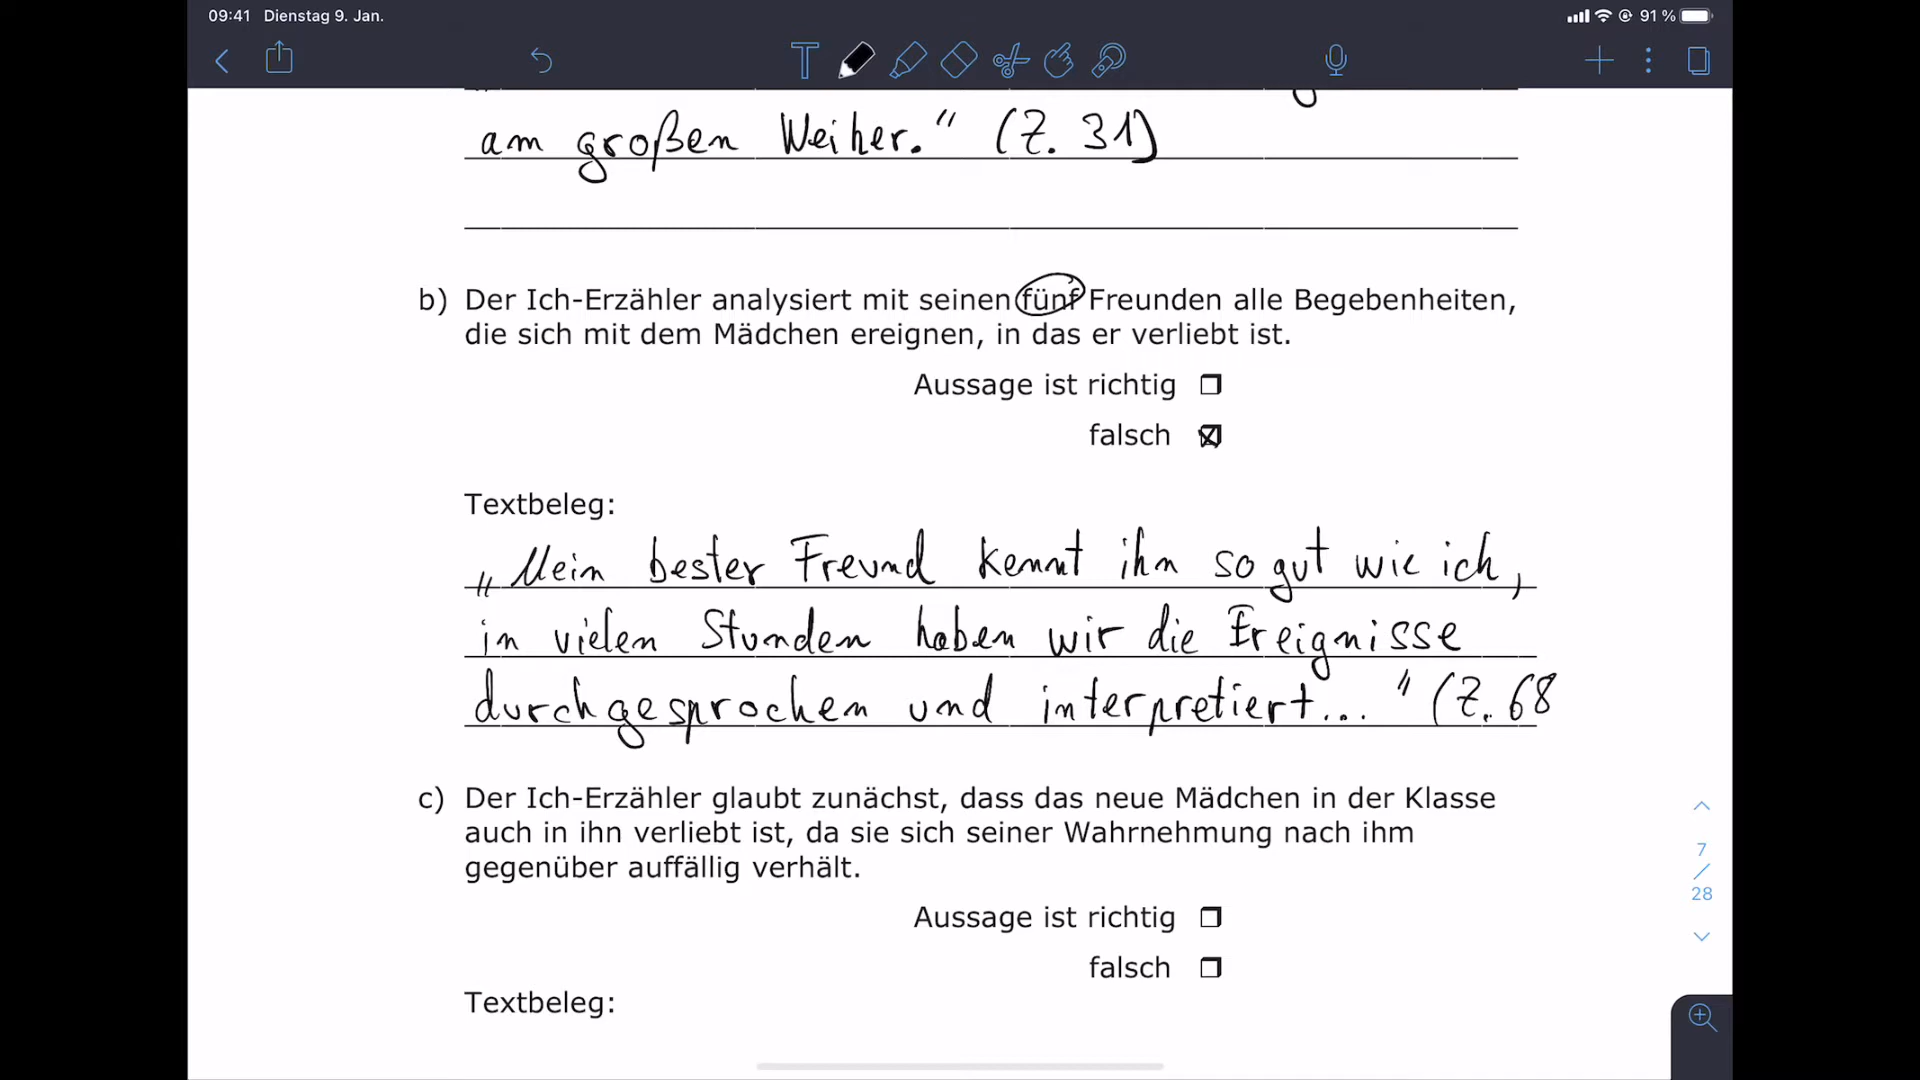 09:41 Dienstag 9. Jan.
91 %
am großen Weiher." (Z. 31)
b) Der Ich-Erzähler analysiert mit seinen fünf Freunden alle Begebenheiten,
die sich mit dem Mädchen ereignen, in das er verliebt ist.
Aussage ist richtig
falsch
Textbeleg:
„Mein bester Freund kennt ihn so gut wie ich,
in vielen Stunden haben wir die Ereignisse
durchgesprochen und interpretiert..." (Z. 68
c) Der Ich-Erzähler glaubt zunächst, dass das neue Mädchen in der Klasse
auch in ihn verliebt ist, da sie sich seiner Wahrnehmung nach ihm
gegenüber auffällig verhält.
Aussage ist richtig
falsch
Textbeleg:
7
/
28